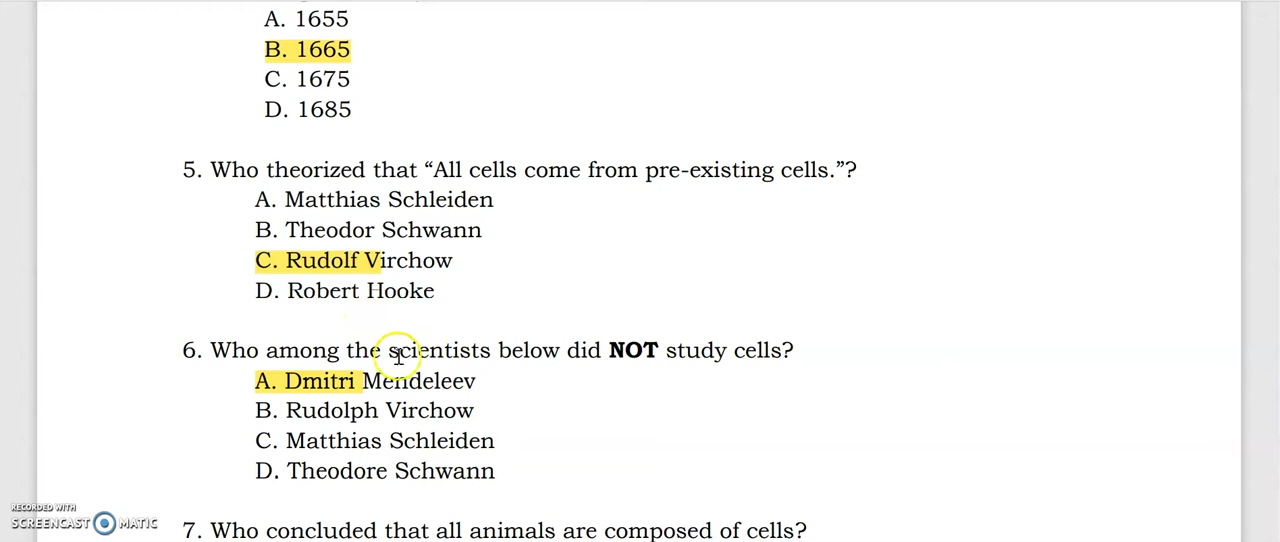 A. 1655
B. 1665
C. 1675
D. 1685
5. Who theorized that “All cells come from pre-existing cells.”?
A. Matthias Schleiden
B. Theodor Schwann
C. Rudolf Virchow
D. Robert Hooke
6. Who among the scientists below did NOT study cells?
A. Dmitri Mendeleev
B. Rudolph Virchow
C. Matthias Schleiden
D. Theodore Schwann
7. Who concluded that all animals are composed of cells?
RECORDED WITH
SCREENCAST MATIC